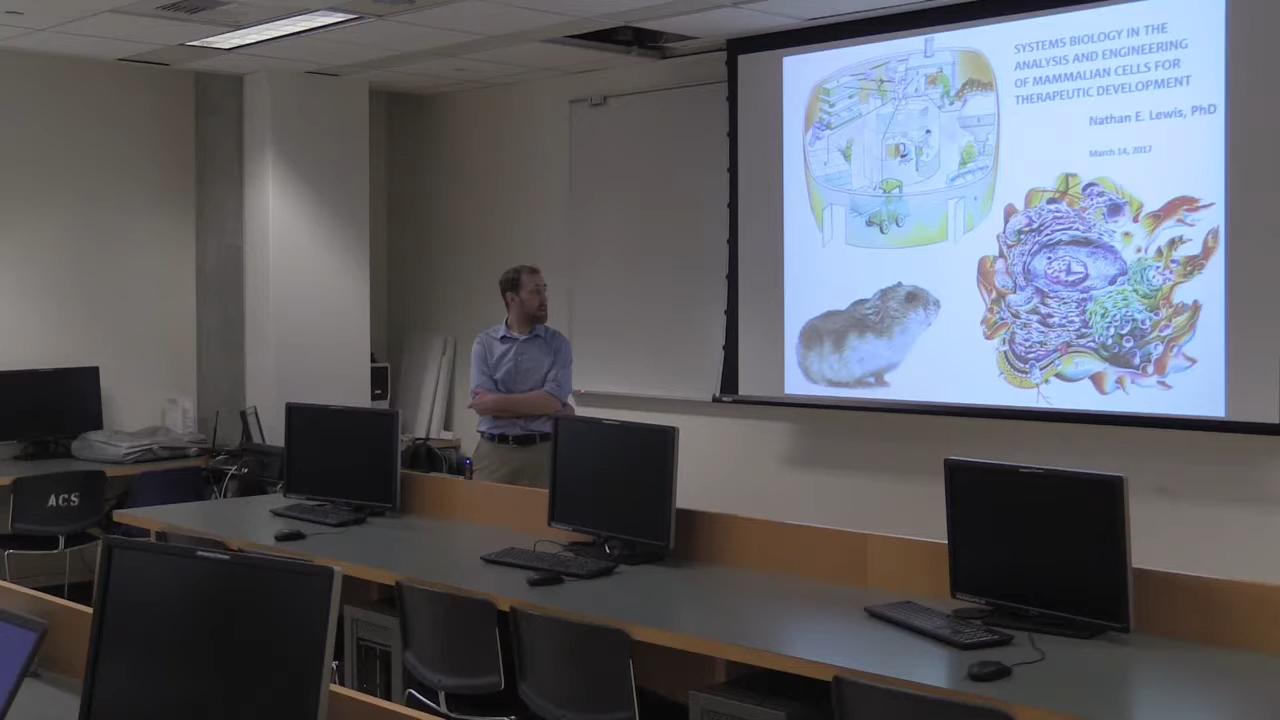 SYSTEMS BIOLOGY IN THE
ANALYSIS AND ENGINEERING
OF MAMMALIAN CELLS FOR
THERAPEUTIC DEVELOPMENT
Nathan E. Lewis, PhD
March 14, 2017
ACS